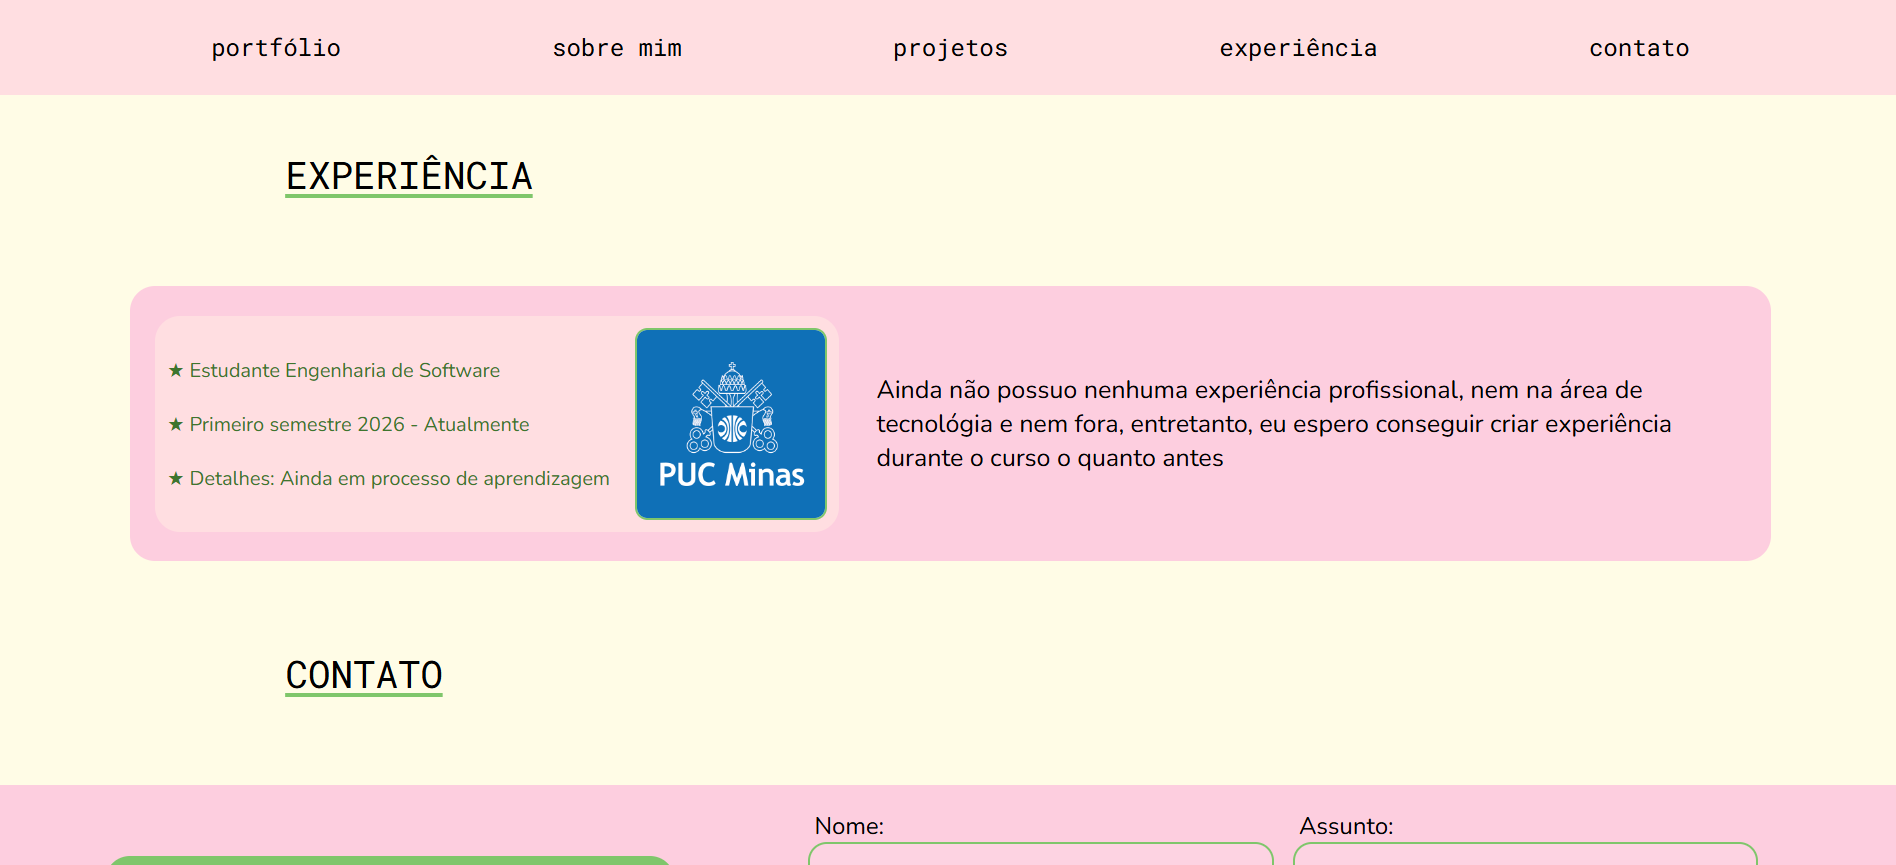 portfólio sobre mim projetos experiência contato
EXPERIÊNCIA
★ Estudante Engenharia de Software
★ Primeiro semestre 2026 - Atualmente
★ Detalhes: Ainda em processo de aprendizagem
PUC Minas
Ainda não possuo nenhuma experiência profissional, nem na área de
tecnológia e nem fora, entretanto, eu espero conseguir criar experiência
durante o curso o quanto antes
CONTATO
Nome: Assunto: